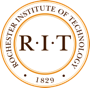 ROCHESTER INSTITUTE OF TECHNOLOGY
R·I·T
· 1829 ·